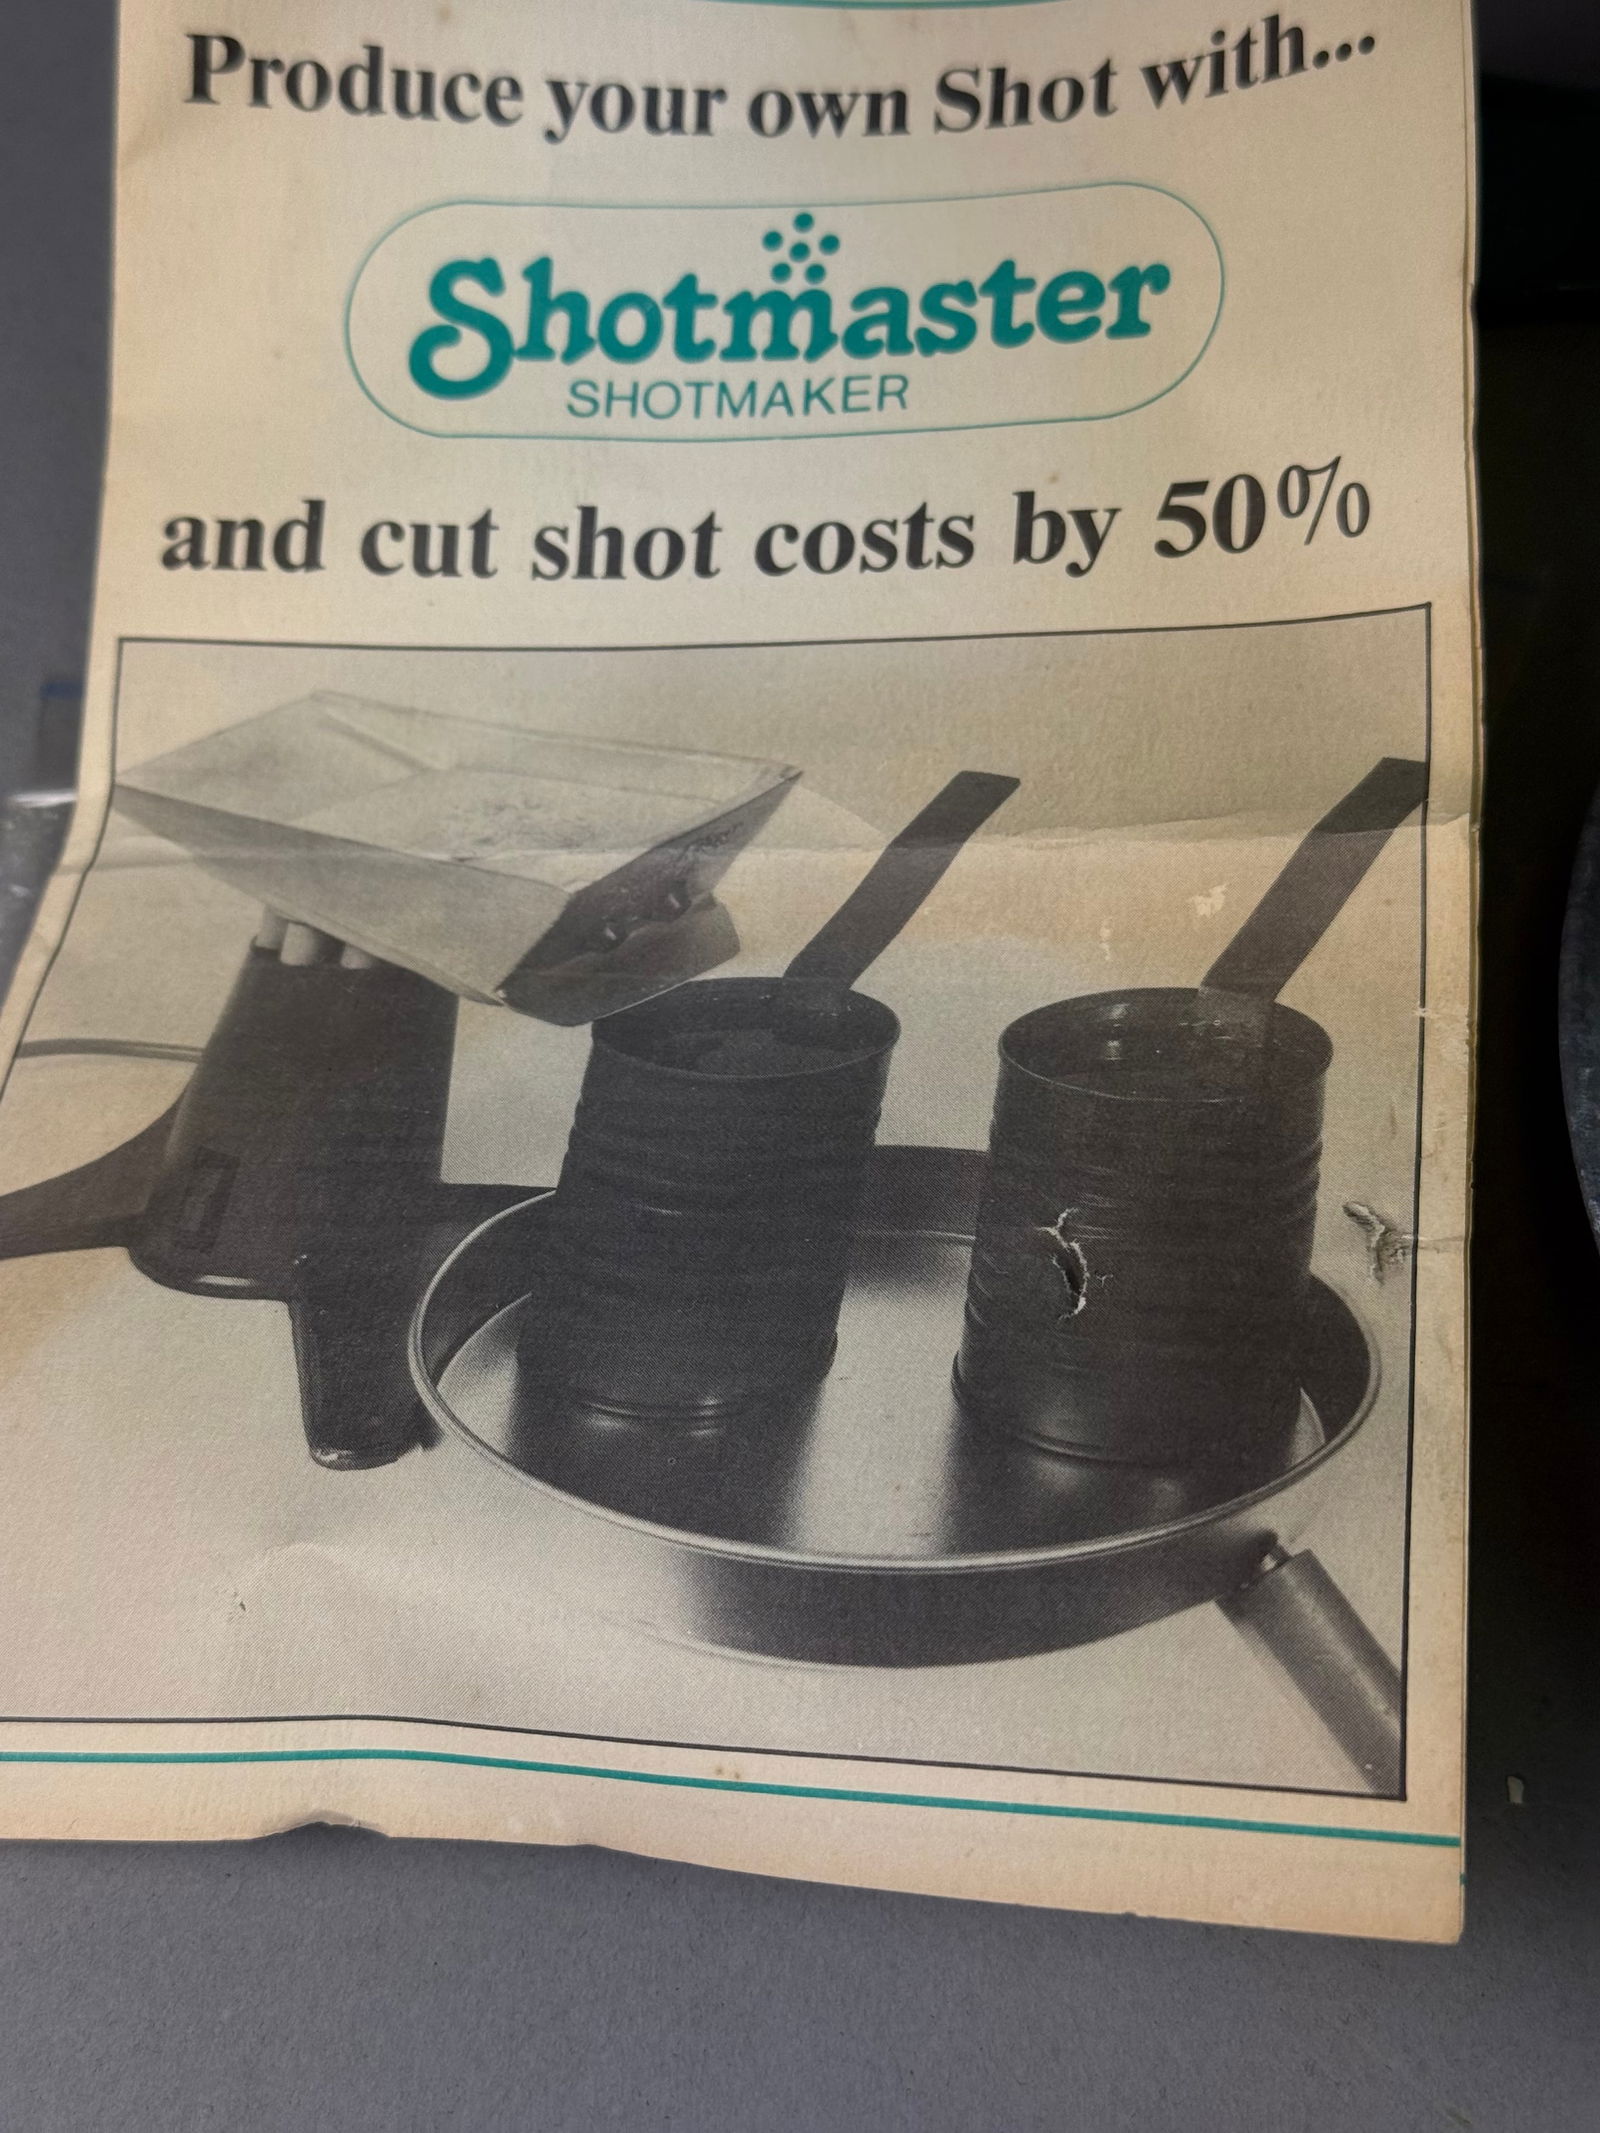 Produce your own Shot with...
Shotmaster
SHOTMAKER
and cut shot costs by 50%